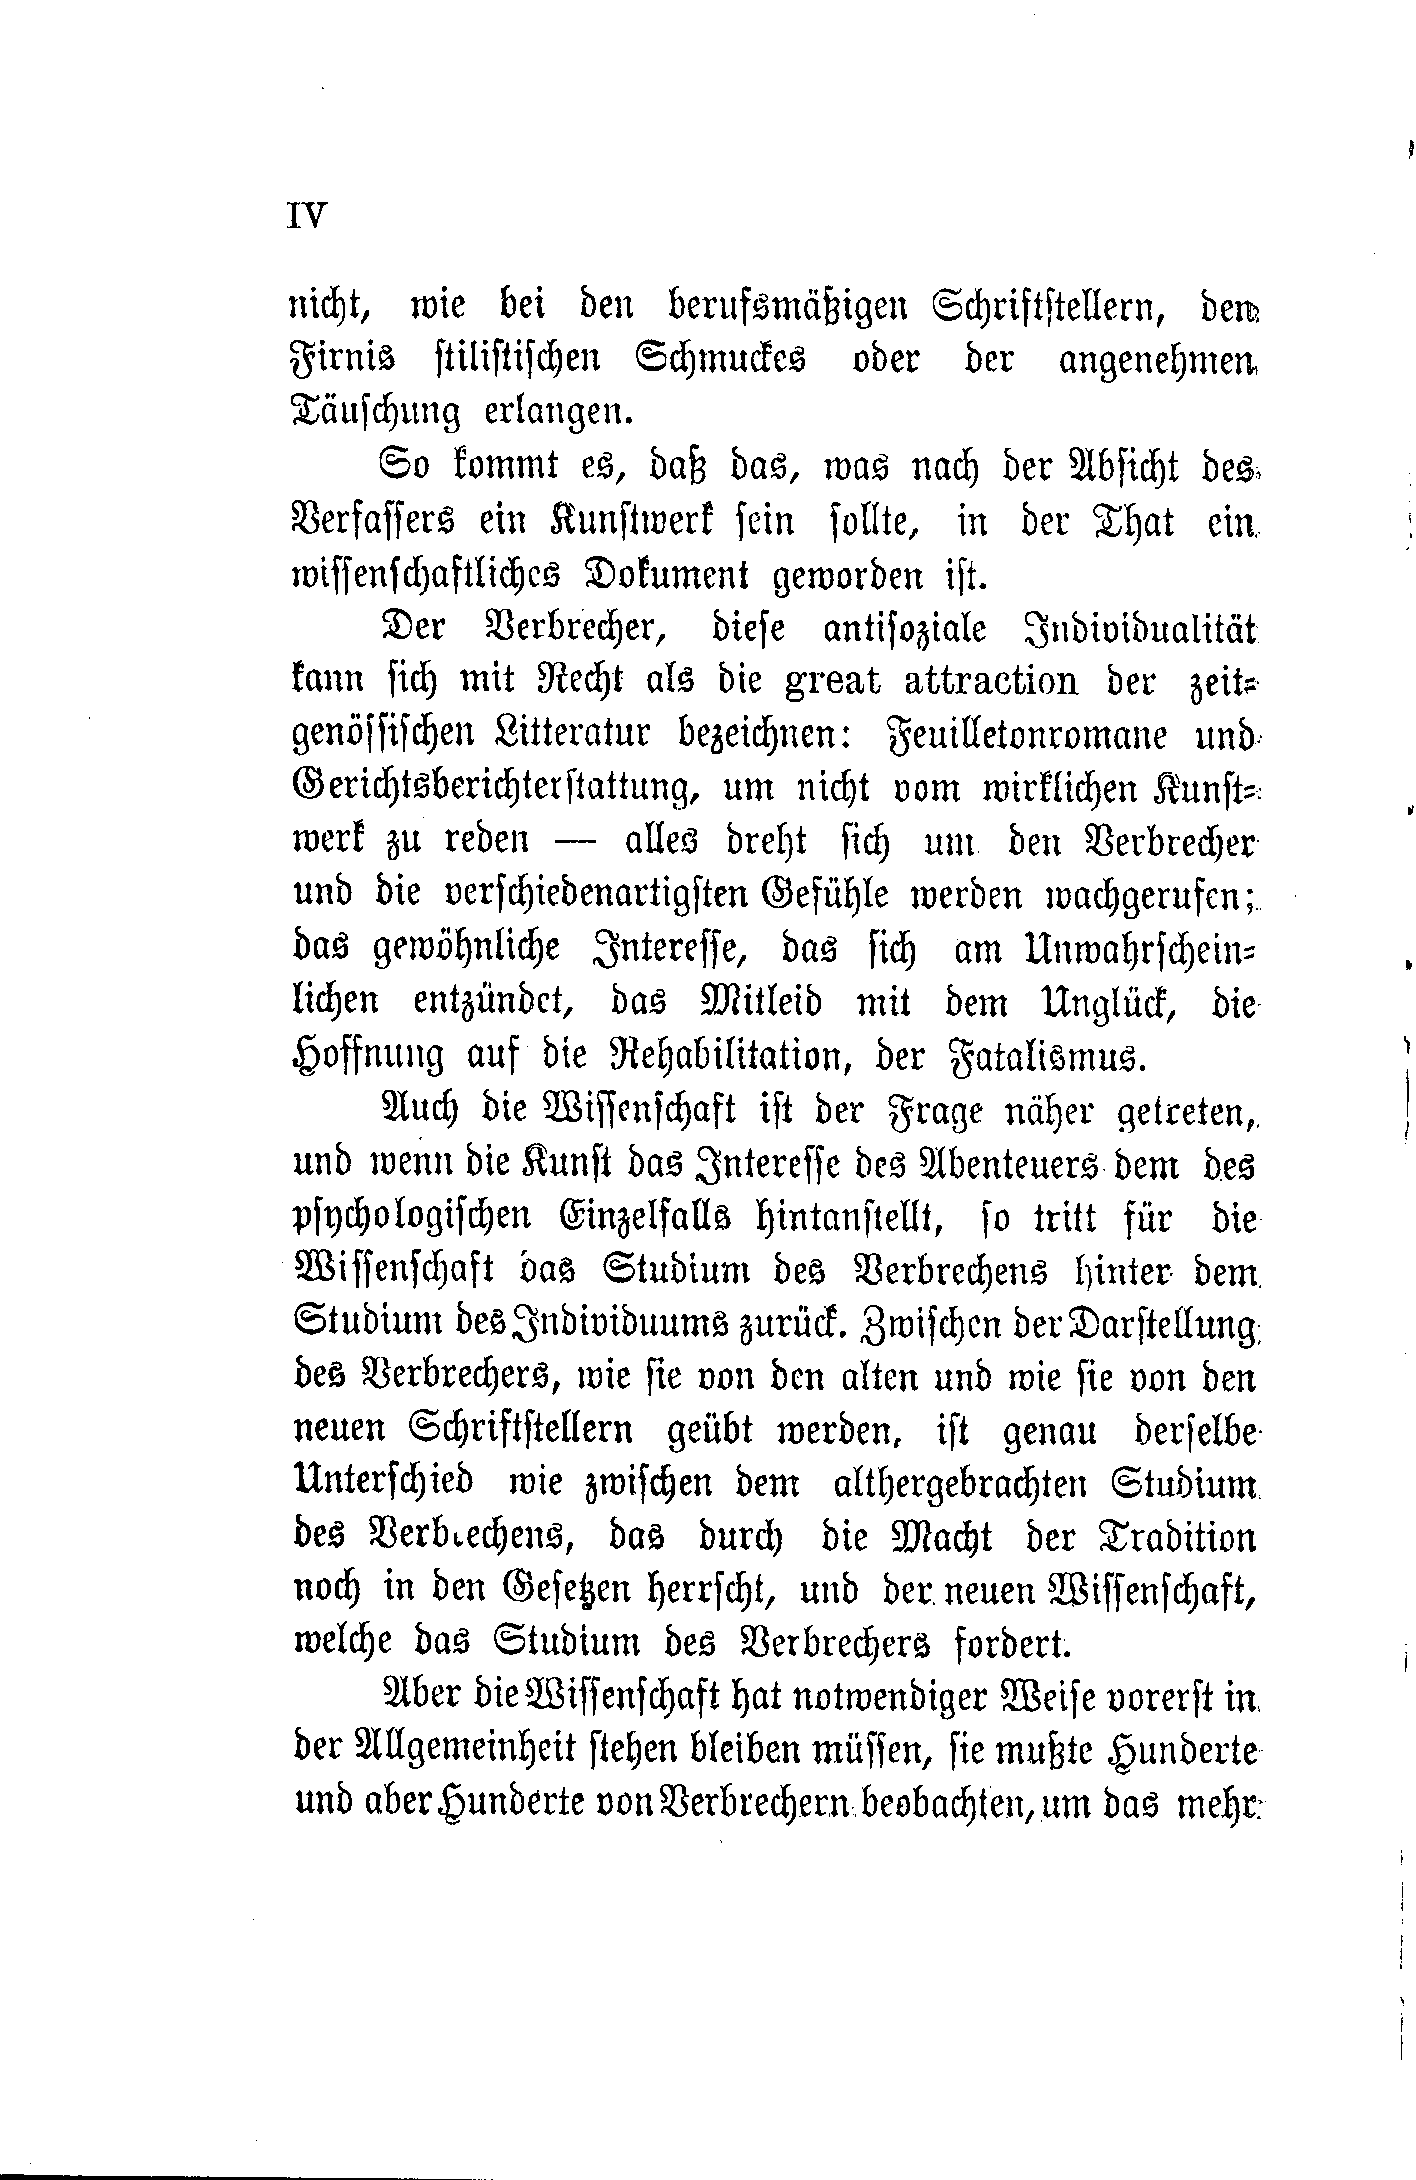 IV
nicht, wie bei den berufsmäßigen Schriftstellern, den
Firnis stilistischen Schmuckes oder der angenehmen
Täuschung erlangen.
So kommt es, daß das, was nach der Absicht des
Verfassers ein Kunstwerk sein sollte, in der That ein
wissenschaftliches Dokument geworden ist.
Der Verbrecher, diese antisoziale Individualität
kann sich mit Recht als die great attraction der zeit-
genössischen Litteratur bezeichnen: Feuilletonromane und
Gerichtsberichterstattung, um nicht vom wirklichen Kunst-
werk zu reden — alles dreht sich um den Verbrecher
und die verschiedenartigsten Gefühle werden wachgerufen;
das gewöhnliche Interesse, das sich am Unwahrschein-
lichen entzündet, das Mitleid mit dem Unglück, die
Hoffnung auf die Rehabilitation, der Fatalismus.
Auch die Wissenschaft ist der Frage näher getreten,
und wenn die Kunst das Interesse des Abenteuers dem des
psychologischen Einzelfalls hintanstellt, so tritt für die
Wissenschaft das Studium des Verbrechens hinter dem
Studium des Individuums zurück. Zwischen der Darstellung
des Verbrechers, wie sie von den alten und wie sie von den
neuen Schriftstellern geübt werden, ist genau derselbe
Unterschied wie zwischen dem althergebrachten Studium
des Verbrechens, das durch die Macht der Tradition
noch in den Gesetzen herrscht, und der neuen Wissenschaft,
welche das Studium des Verbrechers fordert.
Aber die Wissenschaft hat notwendiger Weise vorerst in
der Allgemeinheit stehen bleiben müssen, sie mußte Hunderte
und aber Hunderte von Verbrechern beobachten, um das mehr